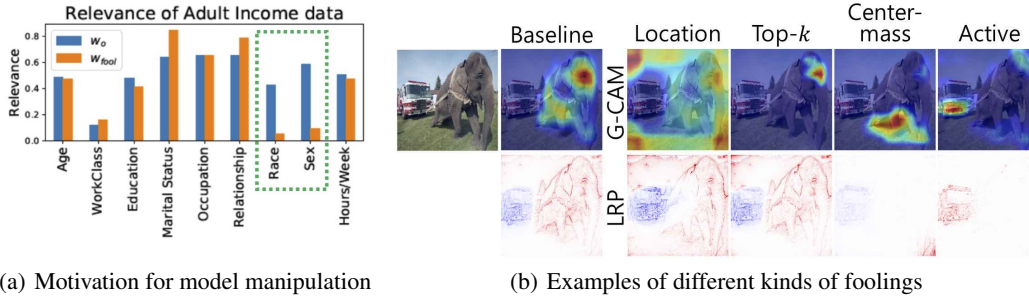 Relevance of Adult Income data
Relevance
0.8
0.6
0.4
0.2
0.0
w_o
w_fool
Age
WorkClass
Education
Marital Status
Occupation
Relationship
Race
Sex
Hours/Week
(a) Motivation for model manipulation
Baseline
Location
Top-k
Center-
mass
Active
G-CAM
LRP
(b) Examples of different kinds of foolings